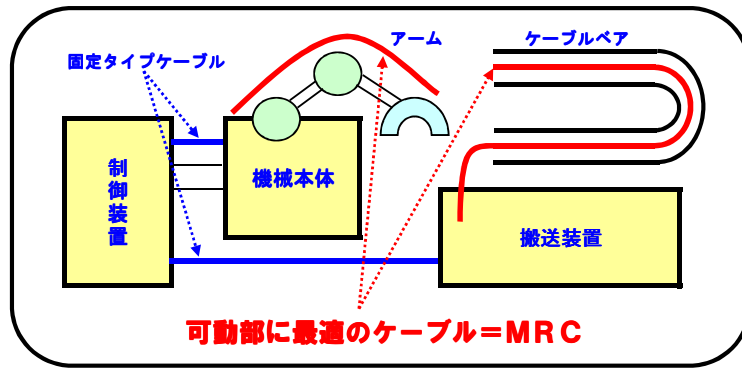 アーム
ケーブルベア
固定タイプケーブル
制御装置
機械本体
搬送装置
可動部に最適のケーブル＝ＭＲＣ